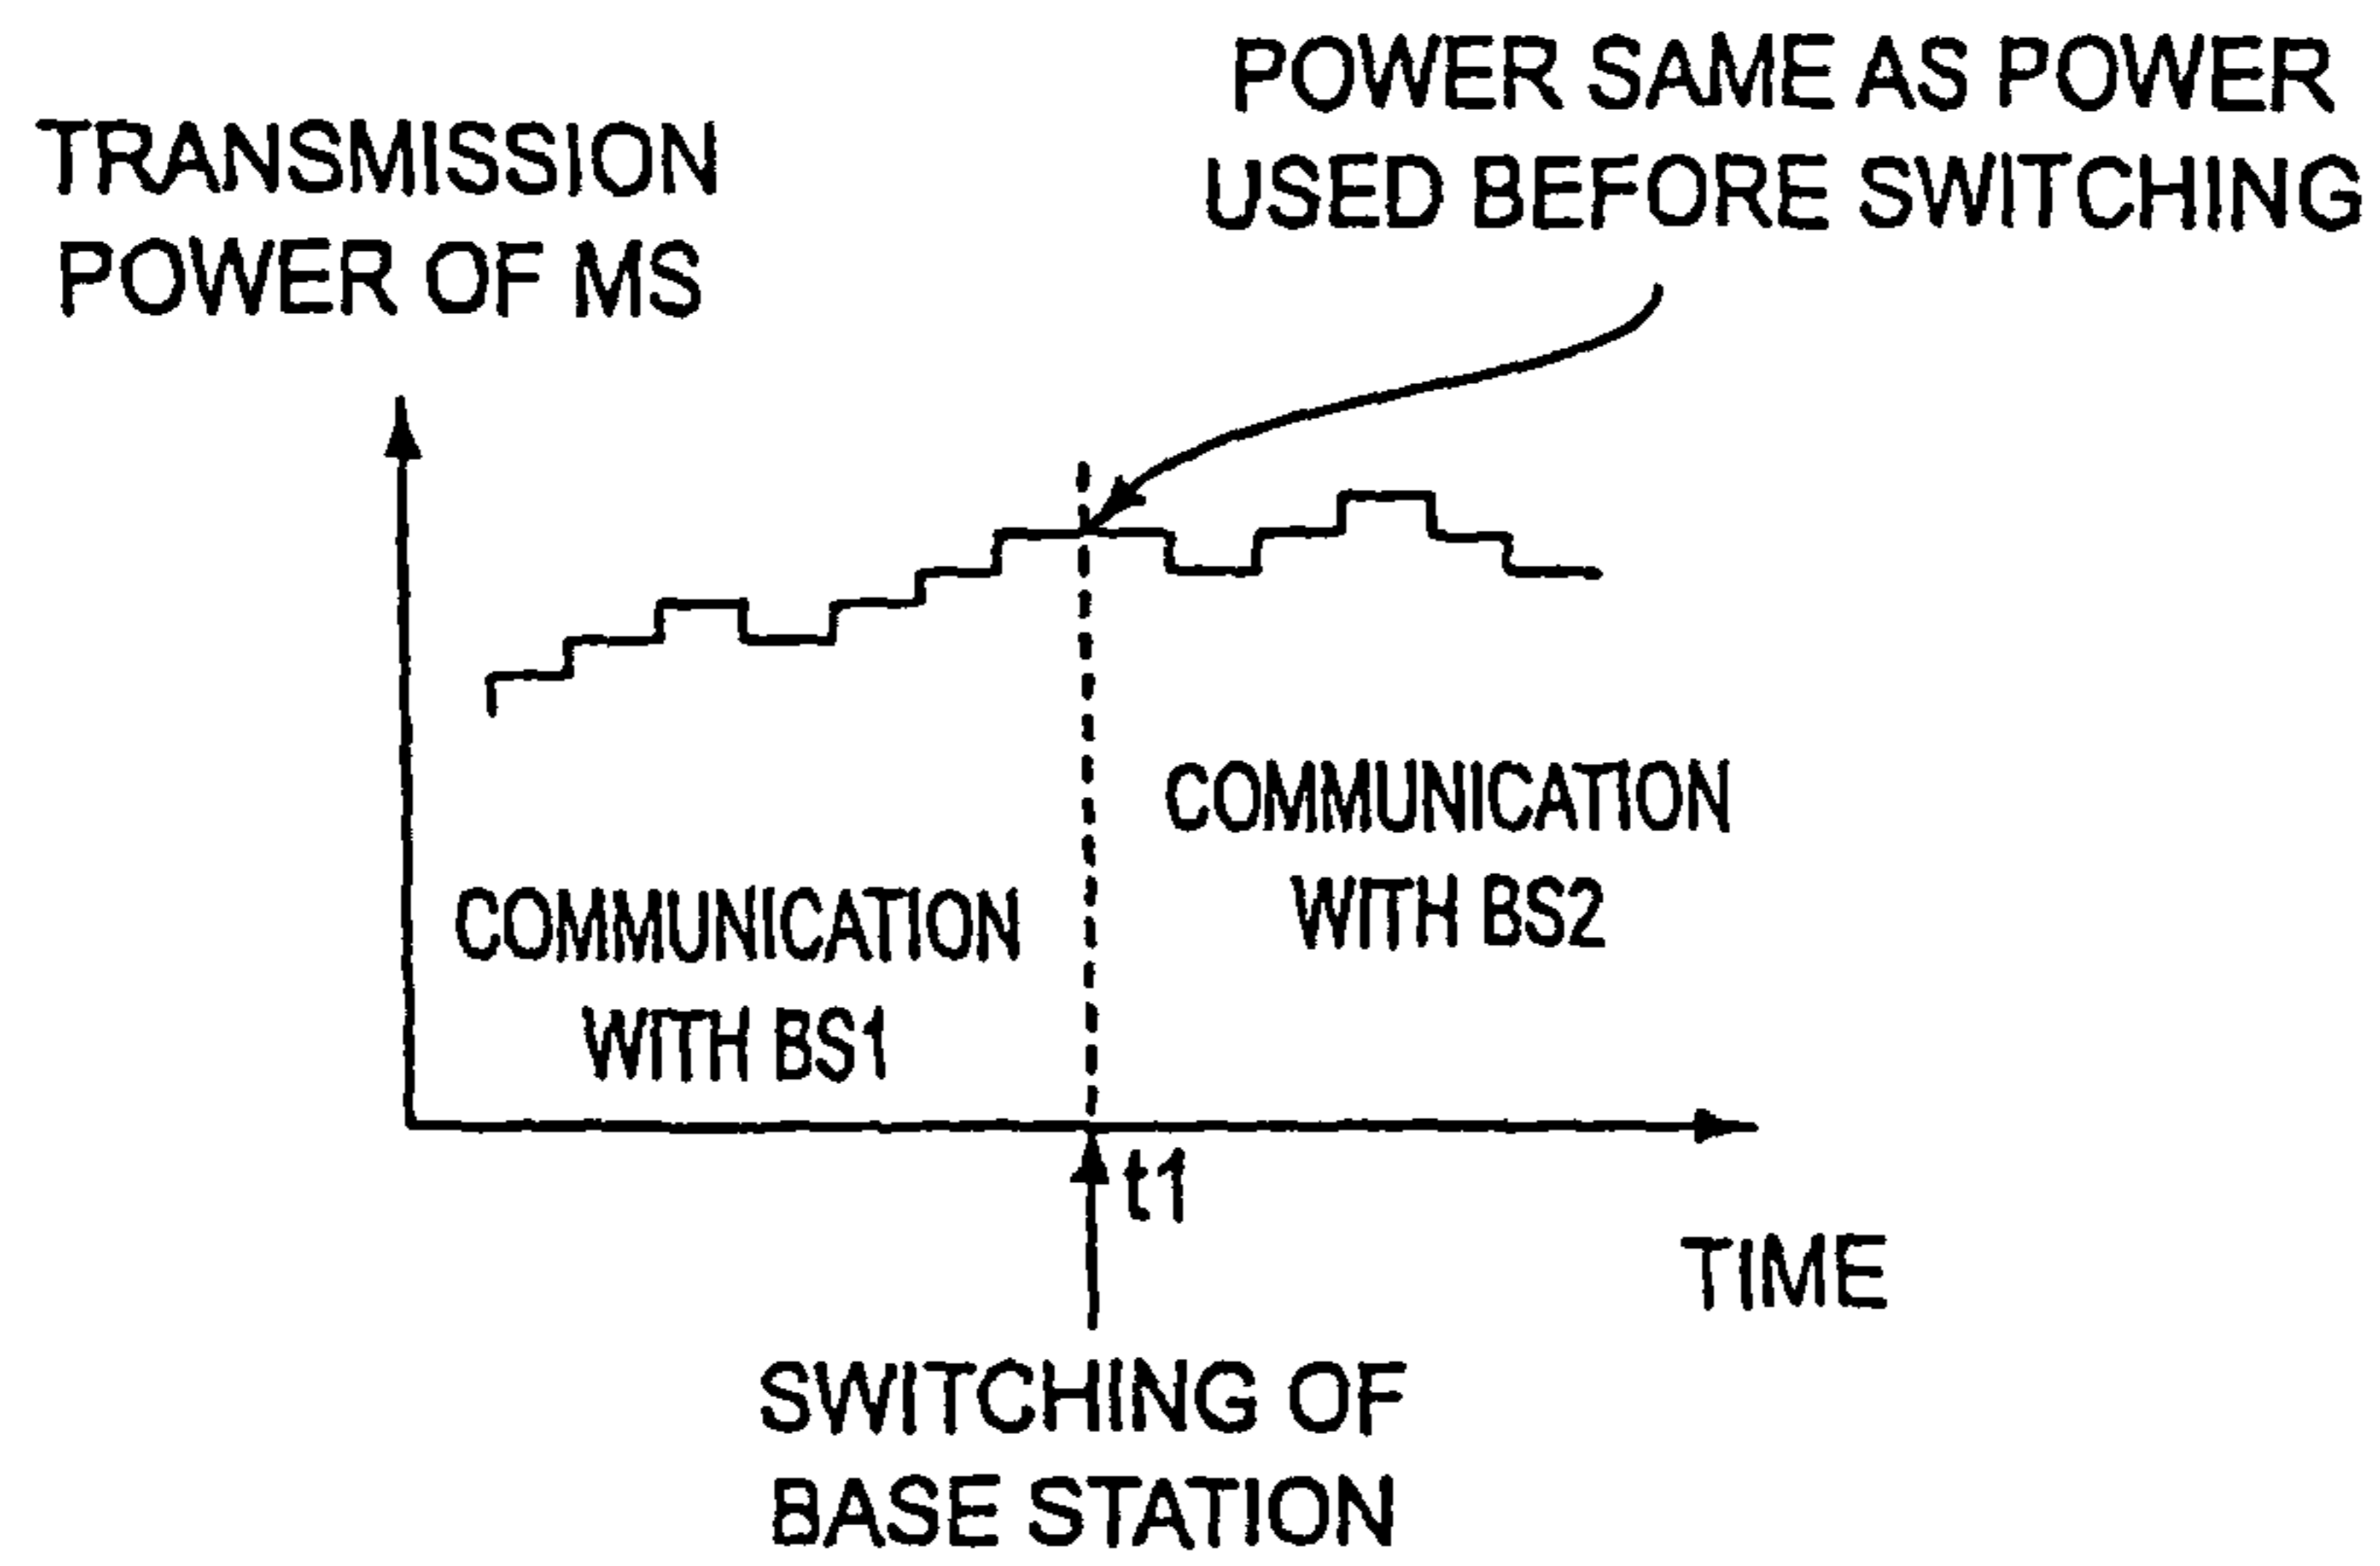 POWER SAME AS POWER
USED BEFORE SWITCHING
TRANSMISSION
POWER OF MS
COMMUNICATION
WITH BS1
COMMUNICATION
WITH BS2
t1
TIME
SWITCHING OF
BASE STATION